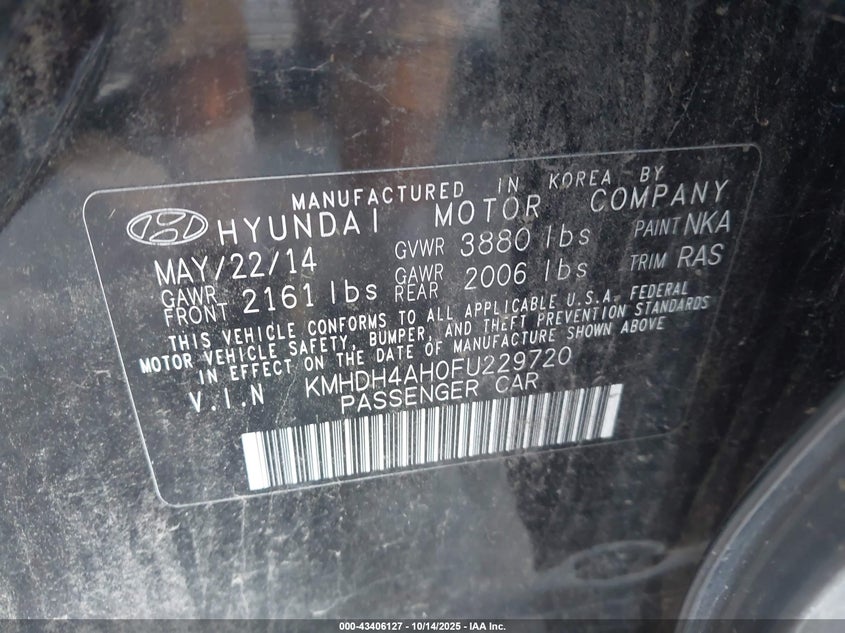 MANUFACTURED IN KOREA BY
HYUNDAI MOTOR COMPANY
MAY/22/14 GVWR 3880 lbs PAINT NKA
GAWR FRONT 2161 lbs GAWR REAR 2006 lbs TRIM RAS
THIS VEHICLE CONFORMS TO ALL APPLICABLE U.S.A. FEDERAL
MOTOR VEHICLE SAFETY, BUMPER, AND THEFT PREVENTION STANDARDS
IN EFFECT ON THE DATE OF MANUFACTURE SHOWN ABOVE
V.I.N KMHDH4AH0FU229720
PASSENGER CAR
000-43406127 - 10/14/2025 - IAA Inc.